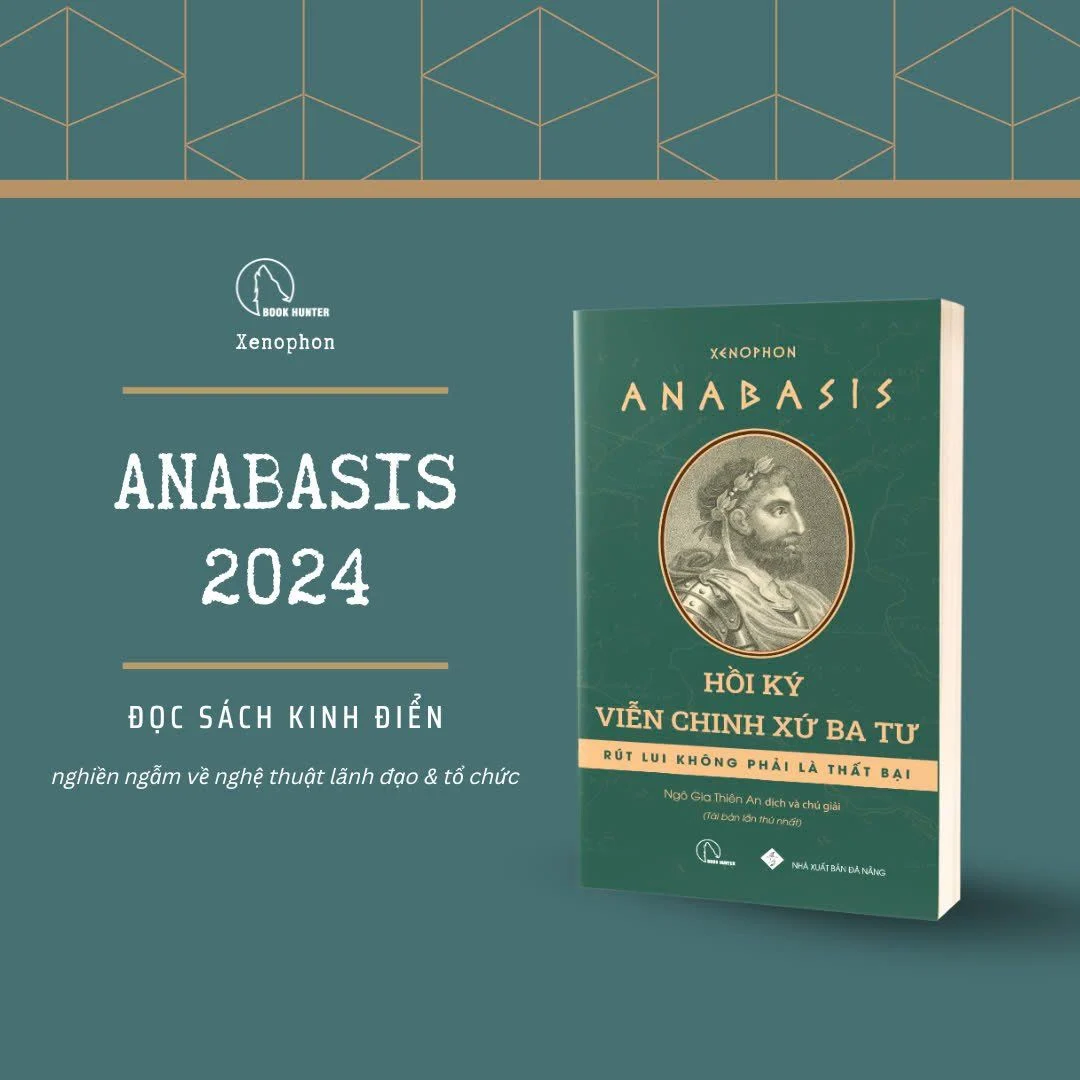 BOOK HUNTER
Xenophon
ANABASIS
2024
ĐỌC SÁCH KINH ĐIỂN
nghiền ngẫm về nghệ thuật lãnh đạo & tổ chức
XENOPHON
ANABASIS
HỒI KÝ
VIỄN CHINH XỨ BA TƯ
RÚT LUI KHÔNG PHẢI LÀ THẤT BẠI
Ngô Gia Thiên An dịch và chú giải
(Tái bản lần thứ nhất)
BOOK HUNTER
NHÀ XUẤT BẢN ĐÀ NẴNG